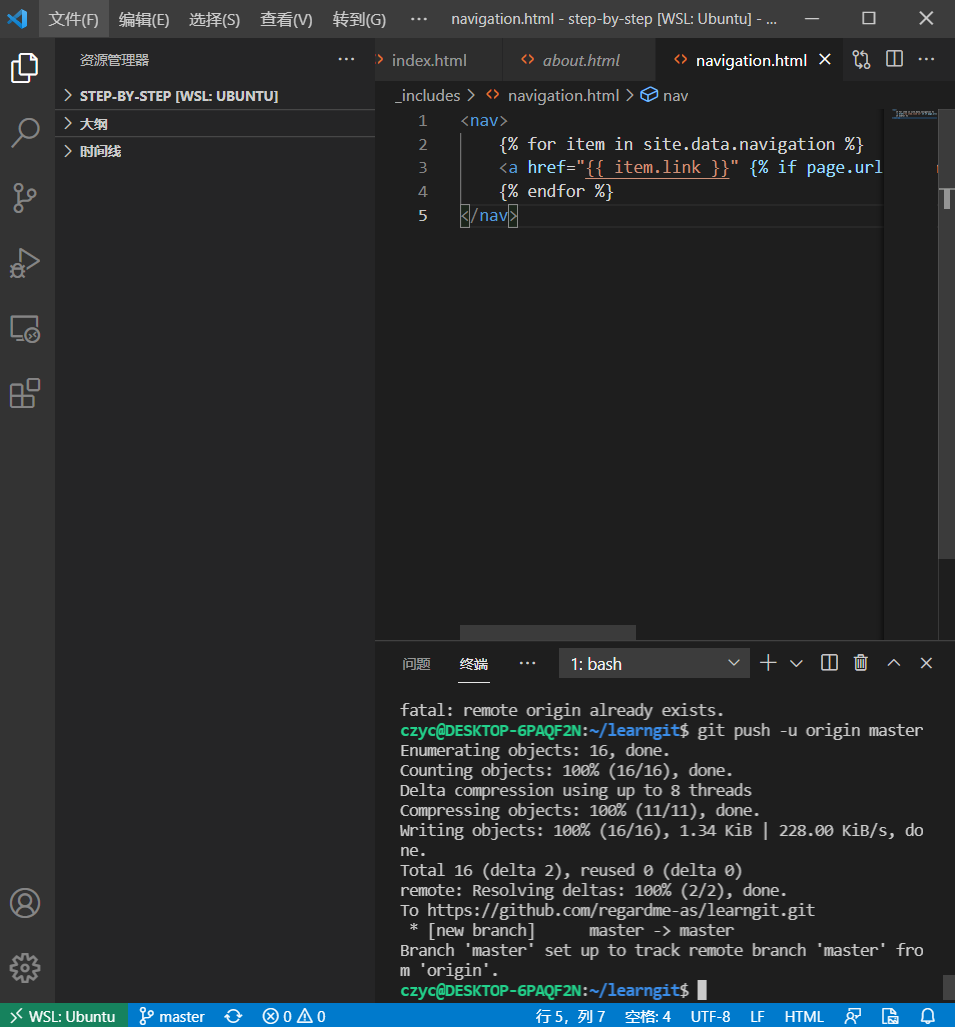 文件(F) 编辑(E) 选择(S) 查看(V) 转到(G) ··· navigation.html - step-by-step [WSL: Ubuntu] - ...
资源管理器 ···
STEP-BY-STEP [WSL: UBUNTU]
大纲
时间线
index.html about.html navigation.html
_includes > navigation.html > nav
1 <nav>
2 {% for item in site.data.navigation %}
3 <a href="{{ item.link }}" {% if page.url
4 {% endfor %}
5 </nav>
问题 终端 ··· 1: bash
fatal: remote origin already exists.
czyc@DESKTOP-6PAQF2N:~/learngit$ git push -u origin master
Enumerating objects: 16, done.
Counting objects: 100% (16/16), done.
Delta compression using up to 8 threads
Compressing objects: 100% (11/11), done.
Writing objects: 100% (16/16), 1.34 KiB | 228.00 KiB/s, do
ne.
Total 16 (delta 2), reused 0 (delta 0)
remote: Resolving deltas: 100% (2/2), done.
To https://github.com/regardme-as/learngit.git
 * [new branch]      master -> master
Branch 'master' set up to track remote branch 'master' fro
m 'origin'.
czyc@DESKTOP-6PAQF2N:~/learngit$
WSL: Ubuntu master 0 0 行 5，列 7 空格: 4 UTF-8 LF HTML